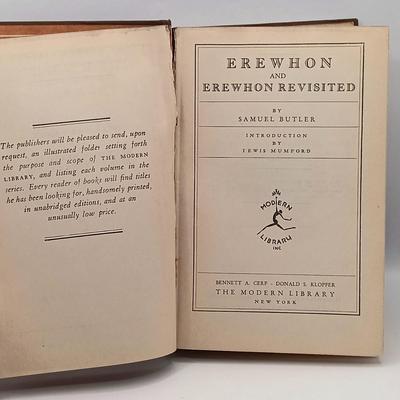 The publishers will be pleased to send, upon
request, an illustrated folder setting forth
the purpose and scope of THE MODERN
LIBRARY, and listing each volume in the
series. Every reader of books will find titles
he has been looking for, handsomely printed,
in unabridged editions, and at an
unusually low price.
EREWHON
AND
EREWHON REVISITED
BY
SAMUEL BUTLER
INTRODUCTION
BY
LEWIS MUMFORD
MODERN
LIBRARY
INC
BENNETT A. CERF · DONALD S. KLOPFER
THE MODERN LIBRARY
NEW YORK